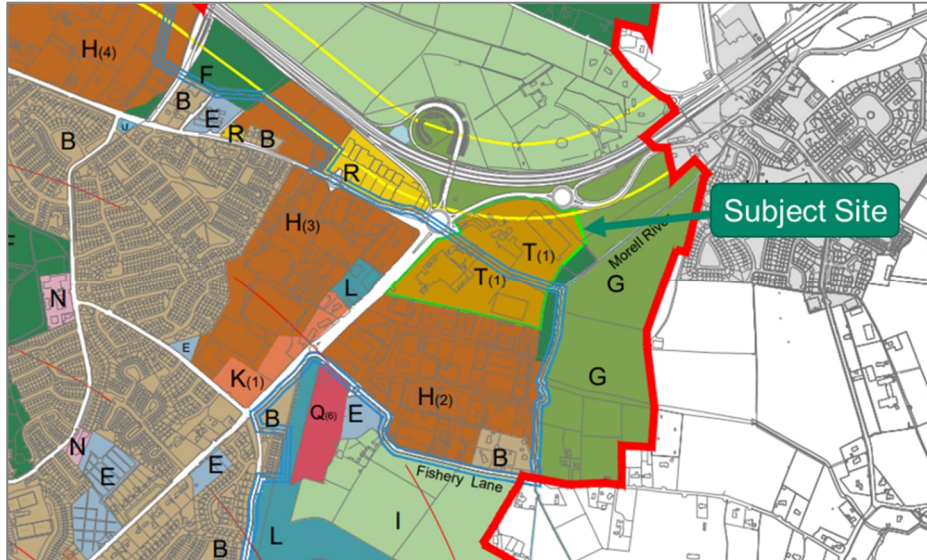 H(4)
F
B
E
u
B
R
B
R
Subject Site
H(3)
T(1)
Morell River
T(1)
G
L
N
E
G
K(1)
H(2)
Q(6)
B
E
N
E
E
B
Fishery Lane
I
L
B